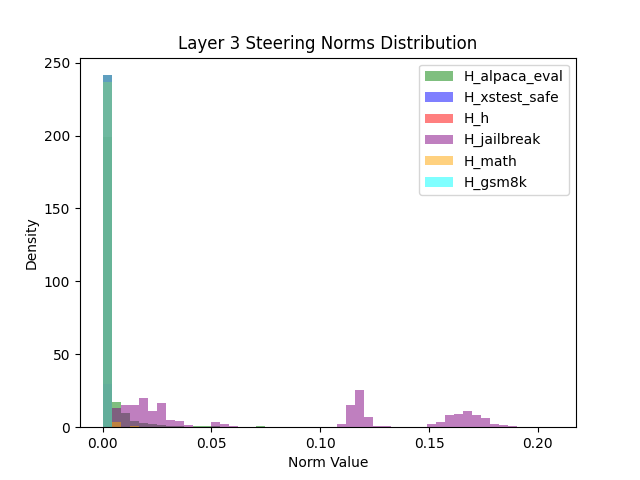 Layer 3 Steering Norms Distribution
250
200
150
100
50
0
Density
H_alpaca_eval
H_xstest_safe
H_h
H_jailbreak
H_math
H_gsm8k
0.00 0.05 0.10 0.15 0.20
Norm Value